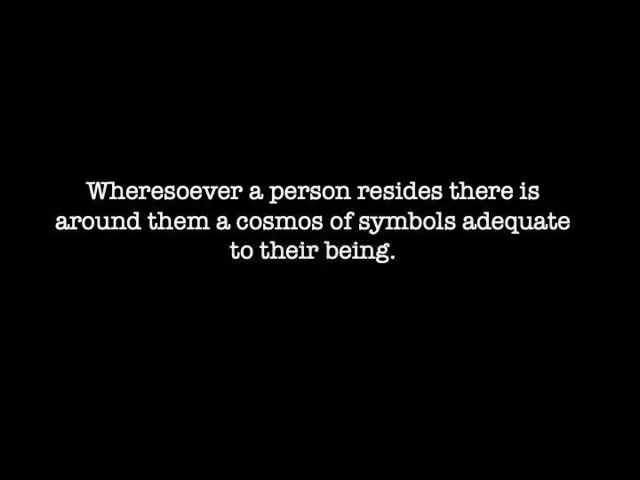 Wheresoever a person resides there is
around them a cosmos of symbols adequate
to their being.